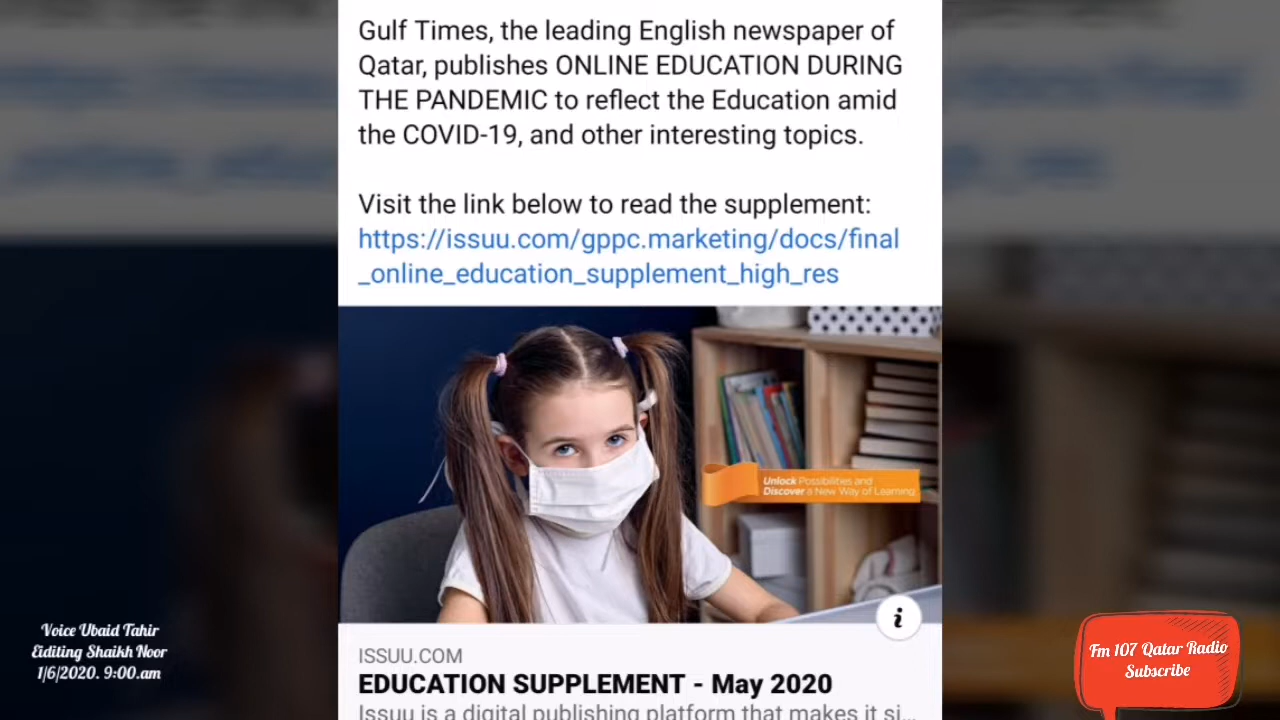 Gulf Times, the leading English newspaper of
Qatar, publishes ONLINE EDUCATION DURING
THE PANDEMIC to reflect the Education amid
the COVID-19, and other interesting topics.
Visit the link below to read the supplement:
https://issuu.com/gppc.marketing/docs/final
_online_education_supplement_high_res
Unlock Possibilities and
Discover a New Way of Learning
i
ISSUU.COM
EDUCATION SUPPLEMENT - May 2020
Issuu is a digital publishing platform that makes it si...
Voice Ubaid Tahir
Eiditing Shaikh Noor
1/6/2020. 9:00.am
Fm 107 Qatar Radio
Subscribe